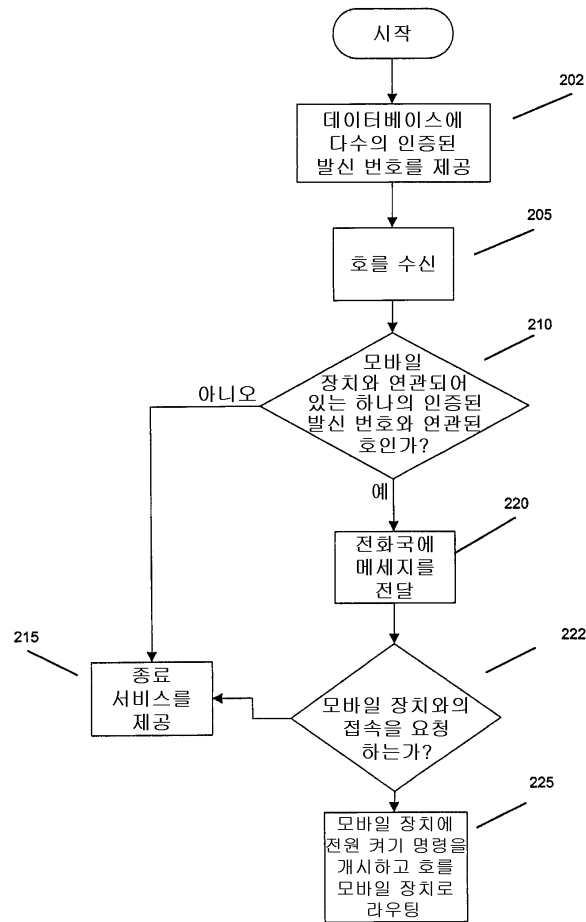 시작
202
데이터베이스에
다수의 인증된
발신 번호를 제공
205
호를 수신
210
모바일
장치와 연관되어
있는 하나의 인증된
발신 번호와 연관된
호인가?
아니오
예
220
전화국에
메세지를
전달
215
종료
서비스를
제공
222
모바일 장치와의
접속을 요청
하는가?
225
모바일 장치에
전원 켜기 명령을
개시하고 호를
모바일 장치로
라우팅